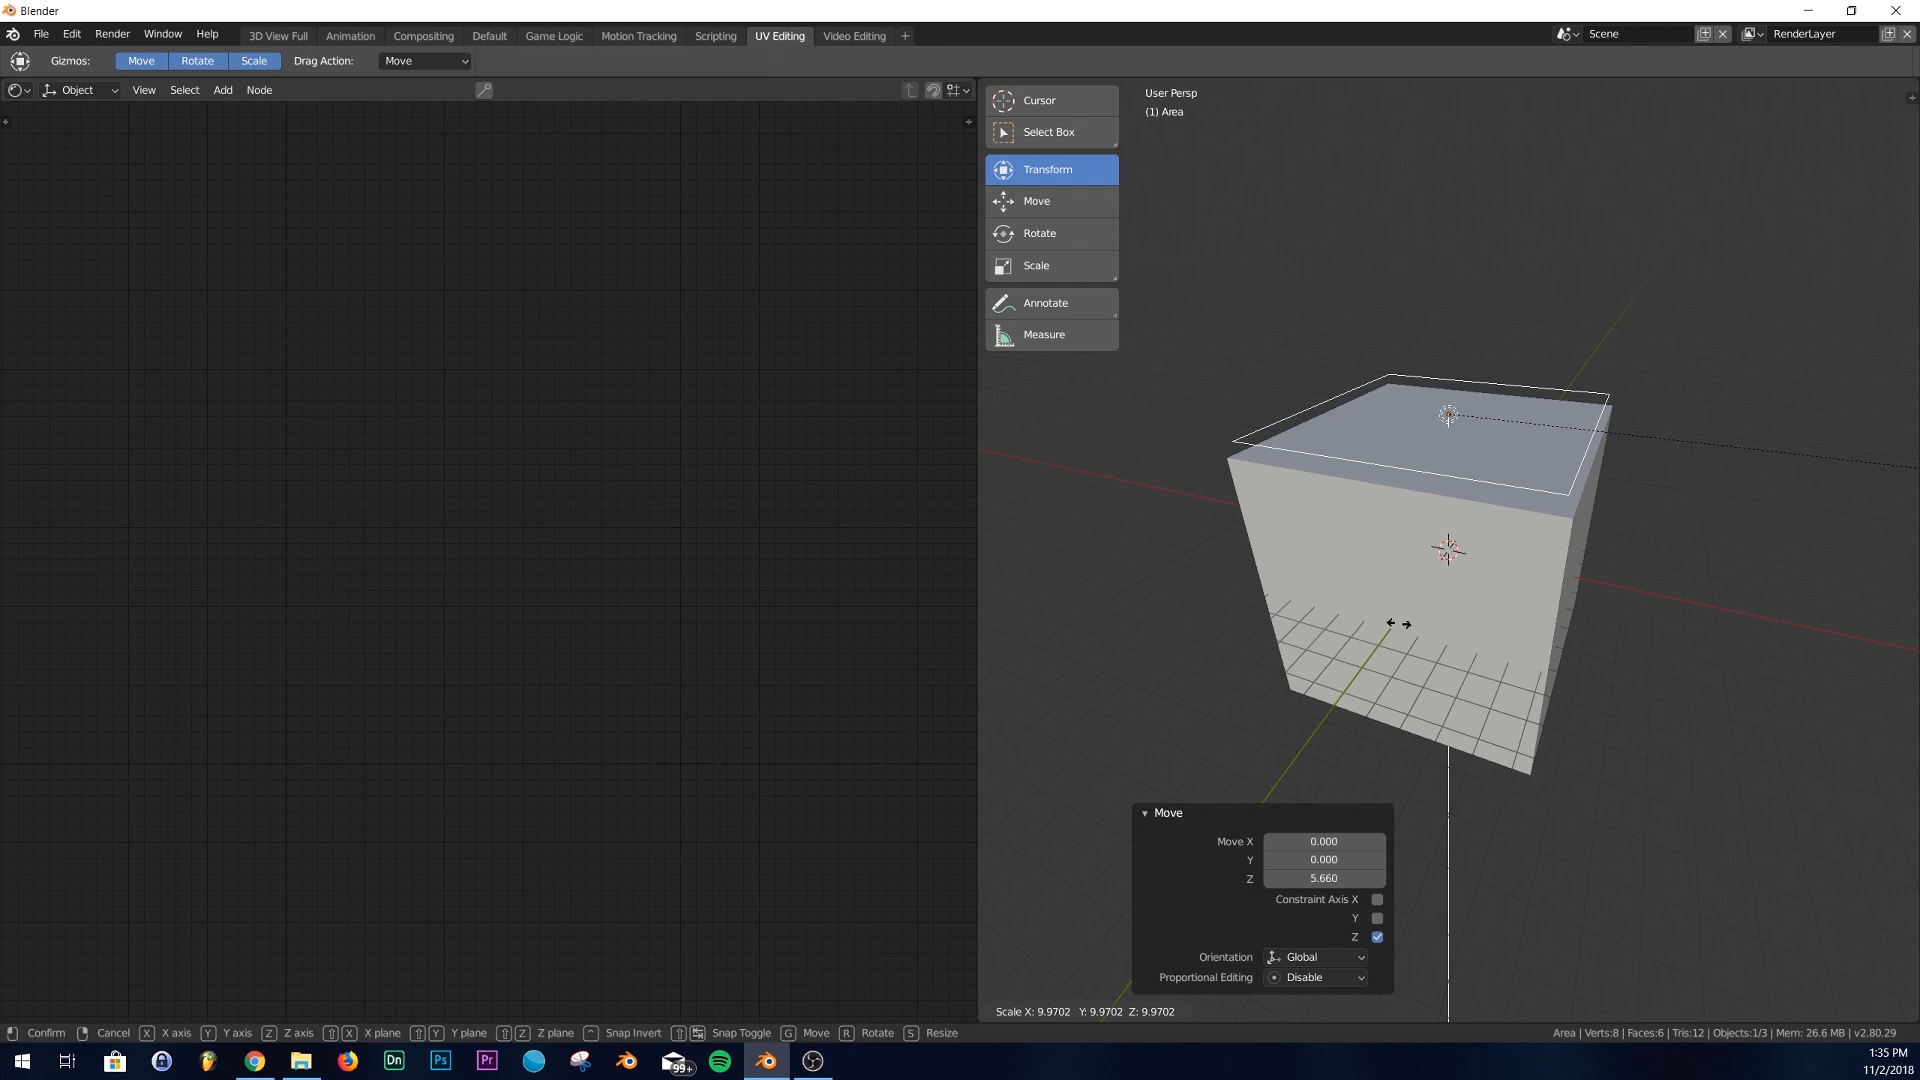 Blender
File Edit Render Window Help 3D View Full Animation Compositing Default Game Logic Motion Tracking Scripting UV Editing Video Editing Scene RenderLayer
Gizmos: Move Rotate Scale Drag Action: Move
Object View Select Add Node
User Persp
(1) Area
Cursor
Select Box
Transform
Move
Rotate
Scale
Annotate
Measure
Move
Move X 0.000
Y 0.000
Z 5.660
Constraint Axis X
Y
Z
Orientation Global
Proportional Editing Disable
Scale X: 9.9702 Y: 9.9702 Z: 9.9702
Confirm Cancel X X axis Y Y axis Z Z axis X X plane Y Y plane Z Z plane ^ Snap Invert Snap Toggle G Move R Rotate S Resize Area | Verts:8 | Faces:6 | Tris:12 | Objects:1/3 | Mem: 26.6 MB | v2.80.29
Dn Ps Pr 99+
1:35 PM
11/2/2018